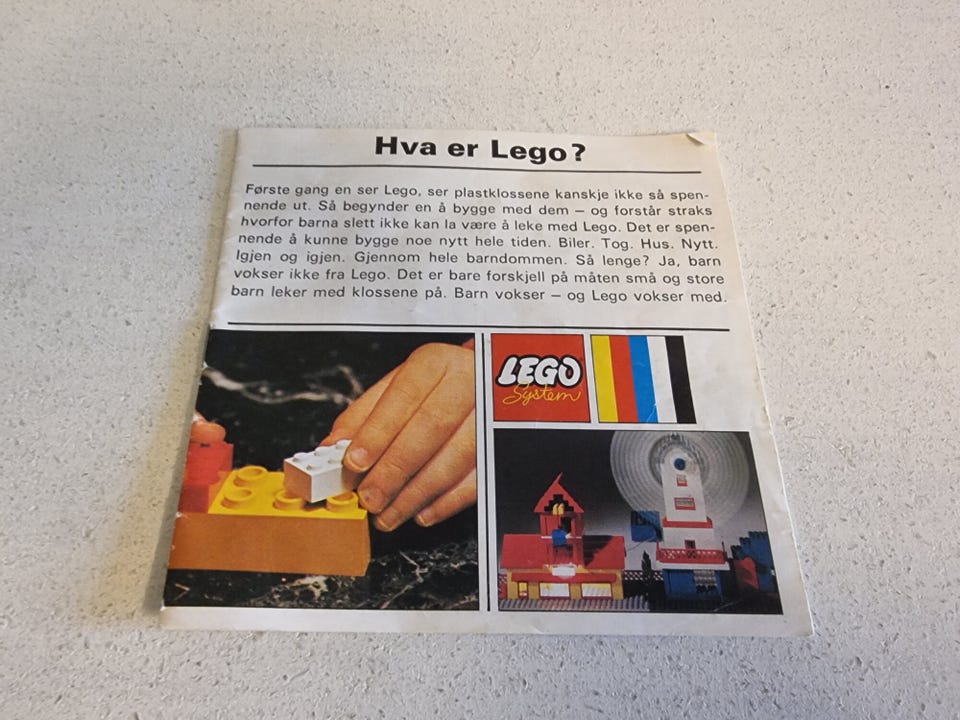 Hva er Lego?
Første gang en ser Lego, ser plastklossene kanskje ikke så spen-
nende ut. Så begynder en å bygge med dem – og forstår straks
hvorfor barna slett ikke kan la være å leke med Lego. Det er spen-
nende å kunne bygge noe nytt hele tiden. Biler. Tog. Hus. Nytt.
Igjen og igjen. Gjennom hele barndommen. Så lenge? Ja, barn
vokser ikke fra Lego. Det er bare forskjell på måten små og store
barn leker med klossene på. Barn vokser – og Lego vokser med.
LEGO
System